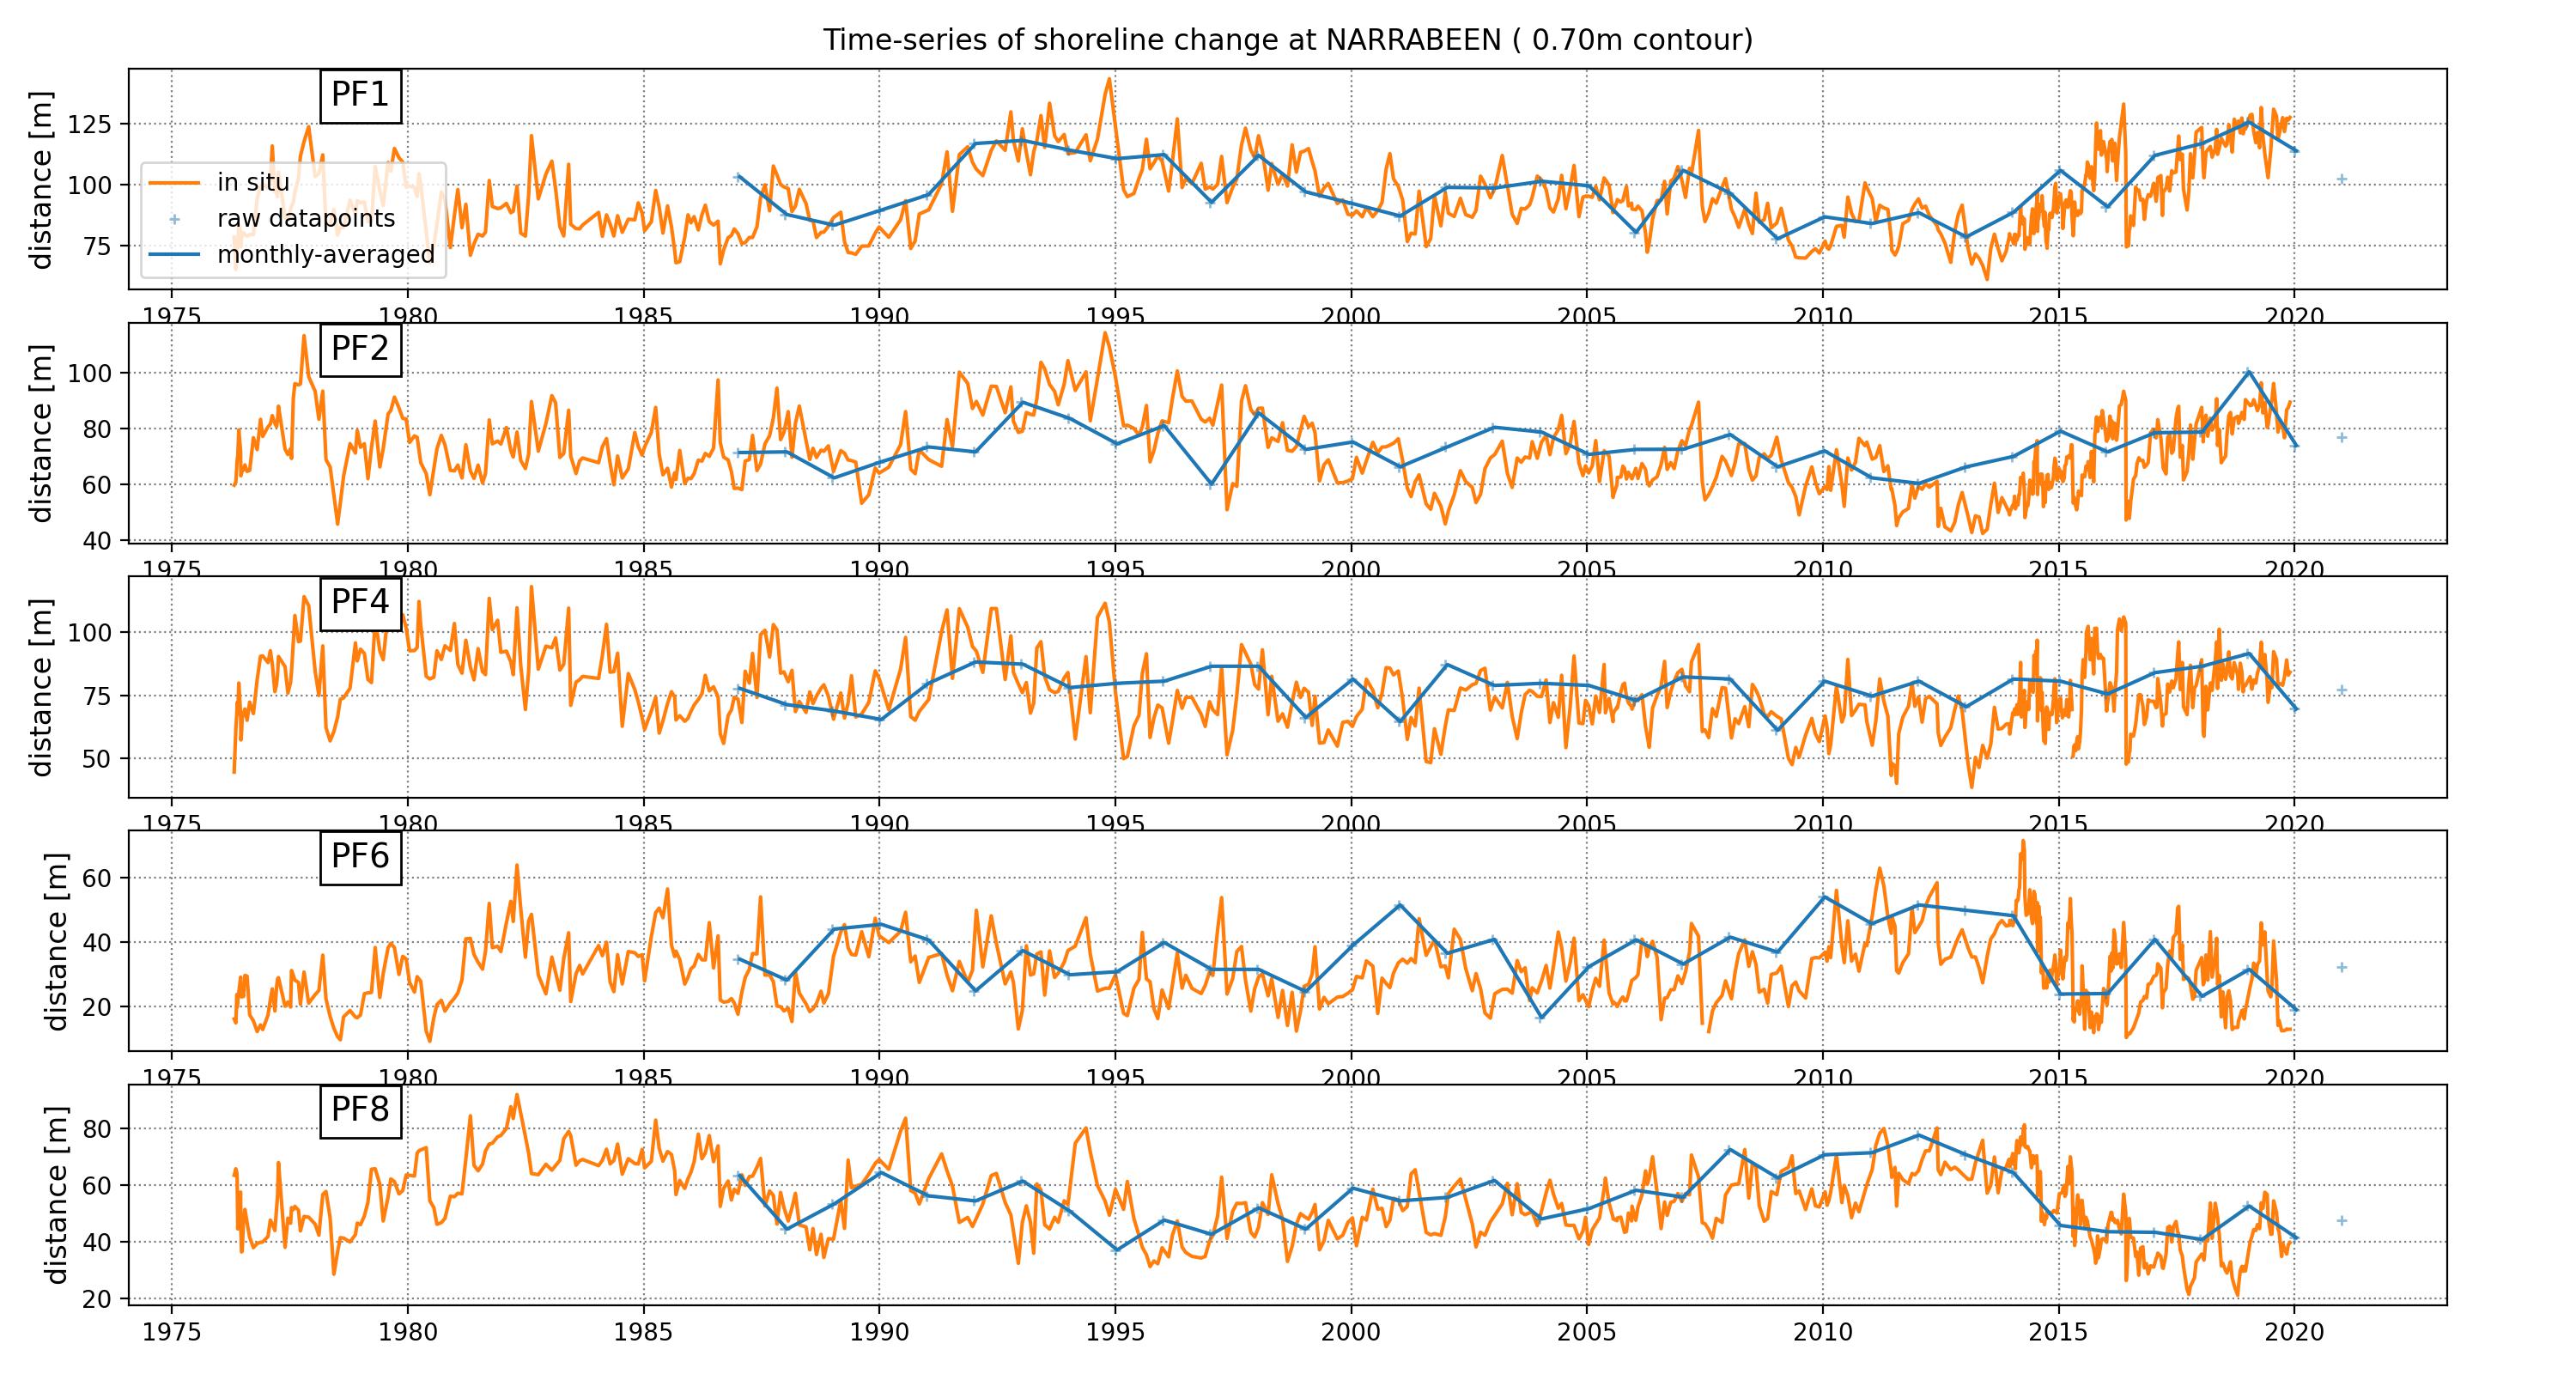 Time-series of shoreline change at NARRABEEN ( 0.70m contour)
PF1
distance [m]
125
100
75
in situ
raw datapoints
monthly-averaged
1975 1980 1985 1990 1995 2000 2005 2010 2015 2020
PF2
distance [m]
100
80
60
40
1975 1980 1985 1990 1995 2000 2005 2010 2015 2020
PF4
distance [m]
100
75
50
1975 1980 1985 1990 1995 2000 2005 2010 2015 2020
PF6
distance [m]
60
40
20
1975 1980 1985 1990 1995 2000 2005 2010 2015 2020
PF8
distance [m]
80
60
40
20
1975 1980 1985 1990 1995 2000 2005 2010 2015 2020